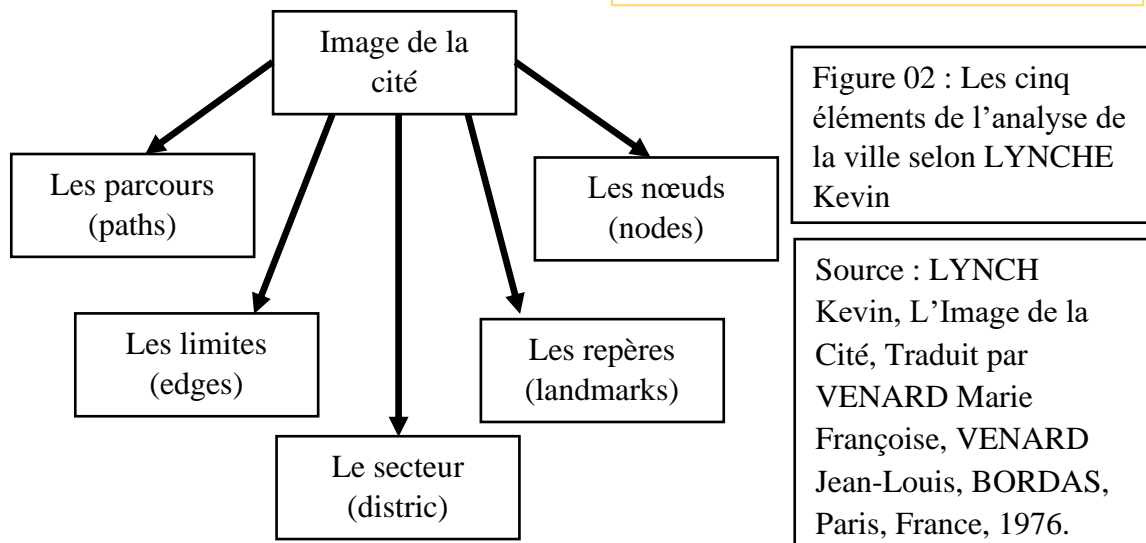 Image de la
cité
Figure 02 : Les cinq
éléments de l’analyse de
la ville selon LYNCHE
Kevin
Les parcours
(paths)
Les nœuds
(nodes)
Les limites
(edges)
Les repères
(landmarks)
Le secteur
(distric)
Source : LYNCH
Kevin, L’Image de la
Cité, Traduit par
VENARD Marie
Françoise, VENARD
Jean-Louis, BORDAS,
Paris, France, 1976.